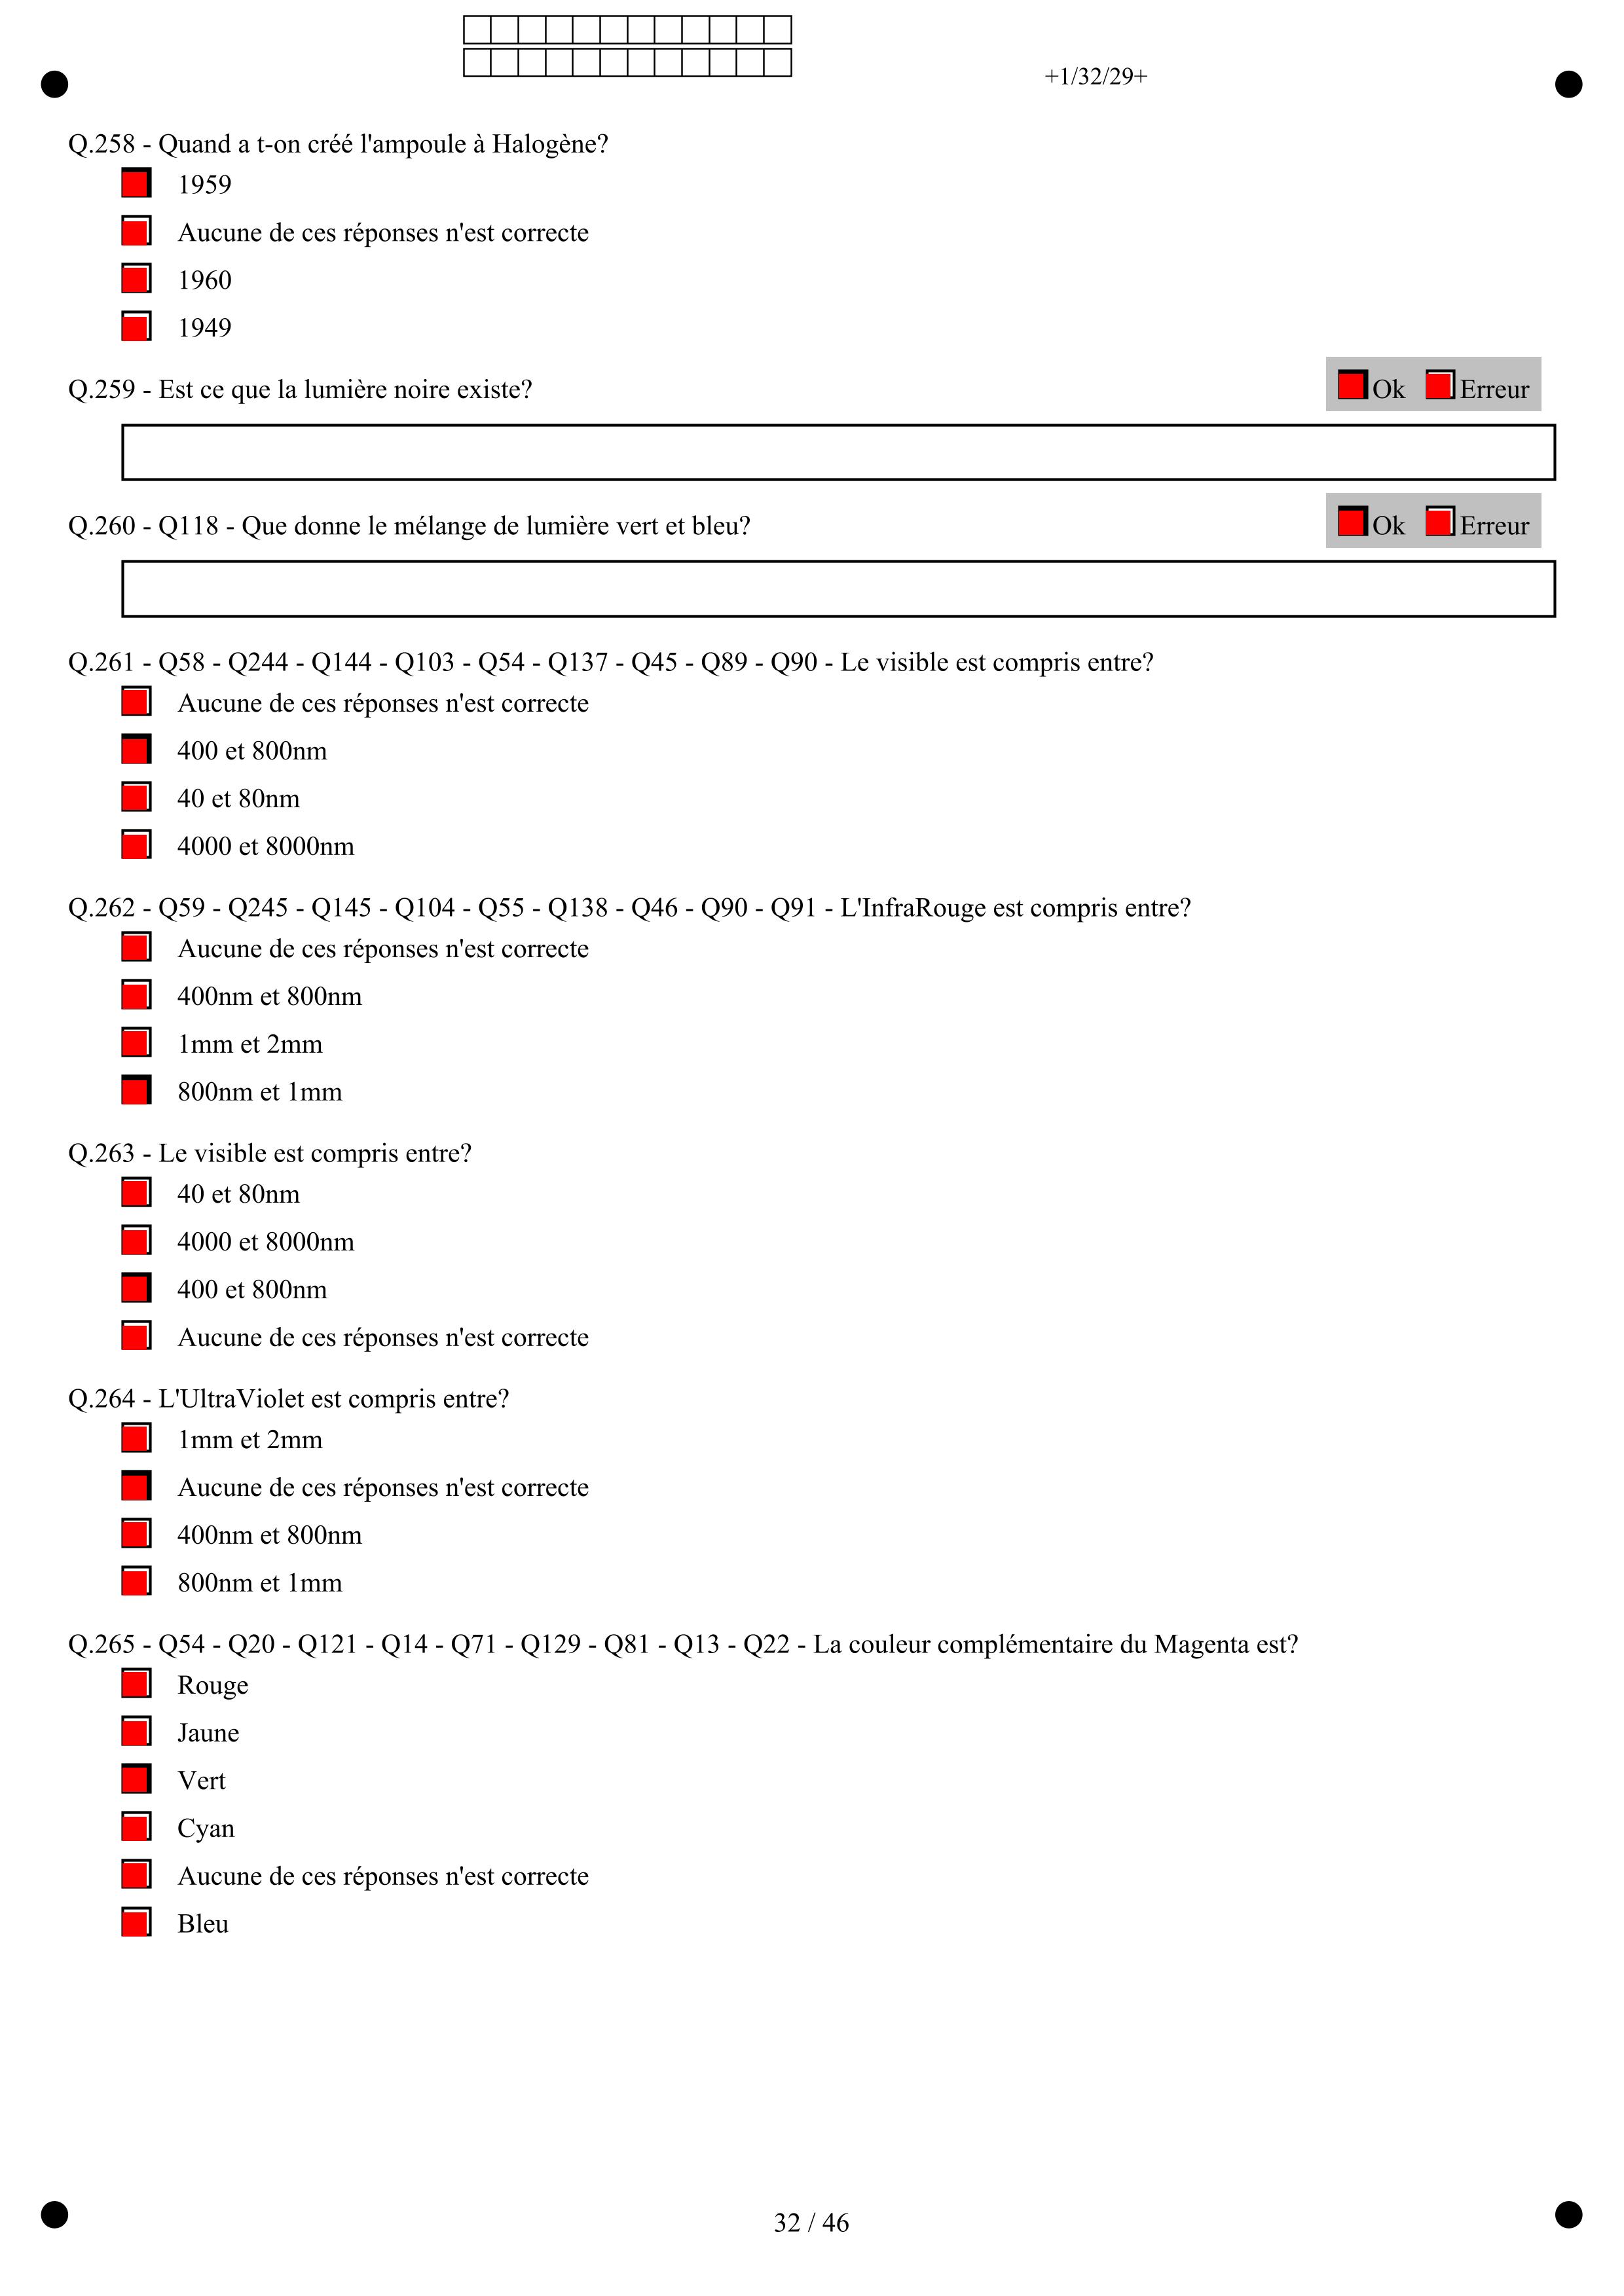 +1/32/29+
Q.258 - Quand a t-on créé l'ampoule à Halogène?
1959
Aucune de ces réponses n'est correcte
1960
1949
Q.259 - Est ce que la lumière noire existe?
Ok Erreur
Q.260 - Q118 - Que donne le mélange de lumière vert et bleu?
Ok Erreur
Q.261 - Q58 - Q244 - Q144 - Q103 - Q54 - Q137 - Q45 - Q89 - Q90 - Le visible est compris entre?
Aucune de ces réponses n'est correcte
400 et 800nm
40 et 80nm
4000 et 8000nm
Q.262 - Q59 - Q245 - Q145 - Q104 - Q55 - Q138 - Q46 - Q90 - Q91 - L'InfraRouge est compris entre?
Aucune de ces réponses n'est correcte
400nm et 800nm
1mm et 2mm
800nm et 1mm
Q.263 - Le visible est compris entre?
40 et 80nm
4000 et 8000nm
400 et 800nm
Aucune de ces réponses n'est correcte
Q.264 - L'UltraViolet est compris entre?
1mm et 2mm
Aucune de ces réponses n'est correcte
400nm et 800nm
800nm et 1mm
Q.265 - Q54 - Q20 - Q121 - Q14 - Q71 - Q129 - Q81 - Q13 - Q22 - La couleur complémentaire du Magenta est?
Rouge
Jaune
Vert
Cyan
Aucune de ces réponses n'est correcte
Bleu
32 / 46